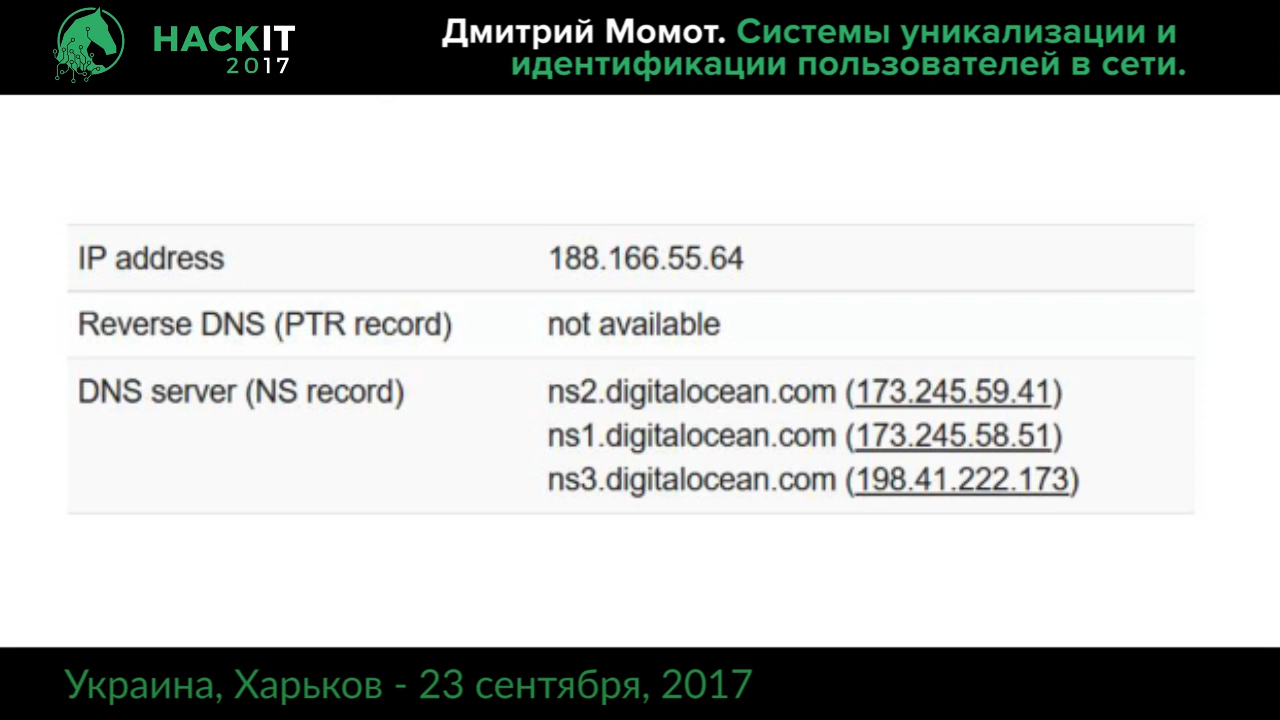 HACKIT
2017
Дмитрий Момот. Системы уникализации и
идентификации пользователей в сети.
IP address 188.166.55.64
Reverse DNS (PTR record) not available
DNS server (NS record) ns2.digitalocean.com (173.245.59.41)
ns1.digitalocean.com (173.245.58.51)
ns3.digitalocean.com (198.41.222.173)
Украина, Харьков - 23 сентября, 2017